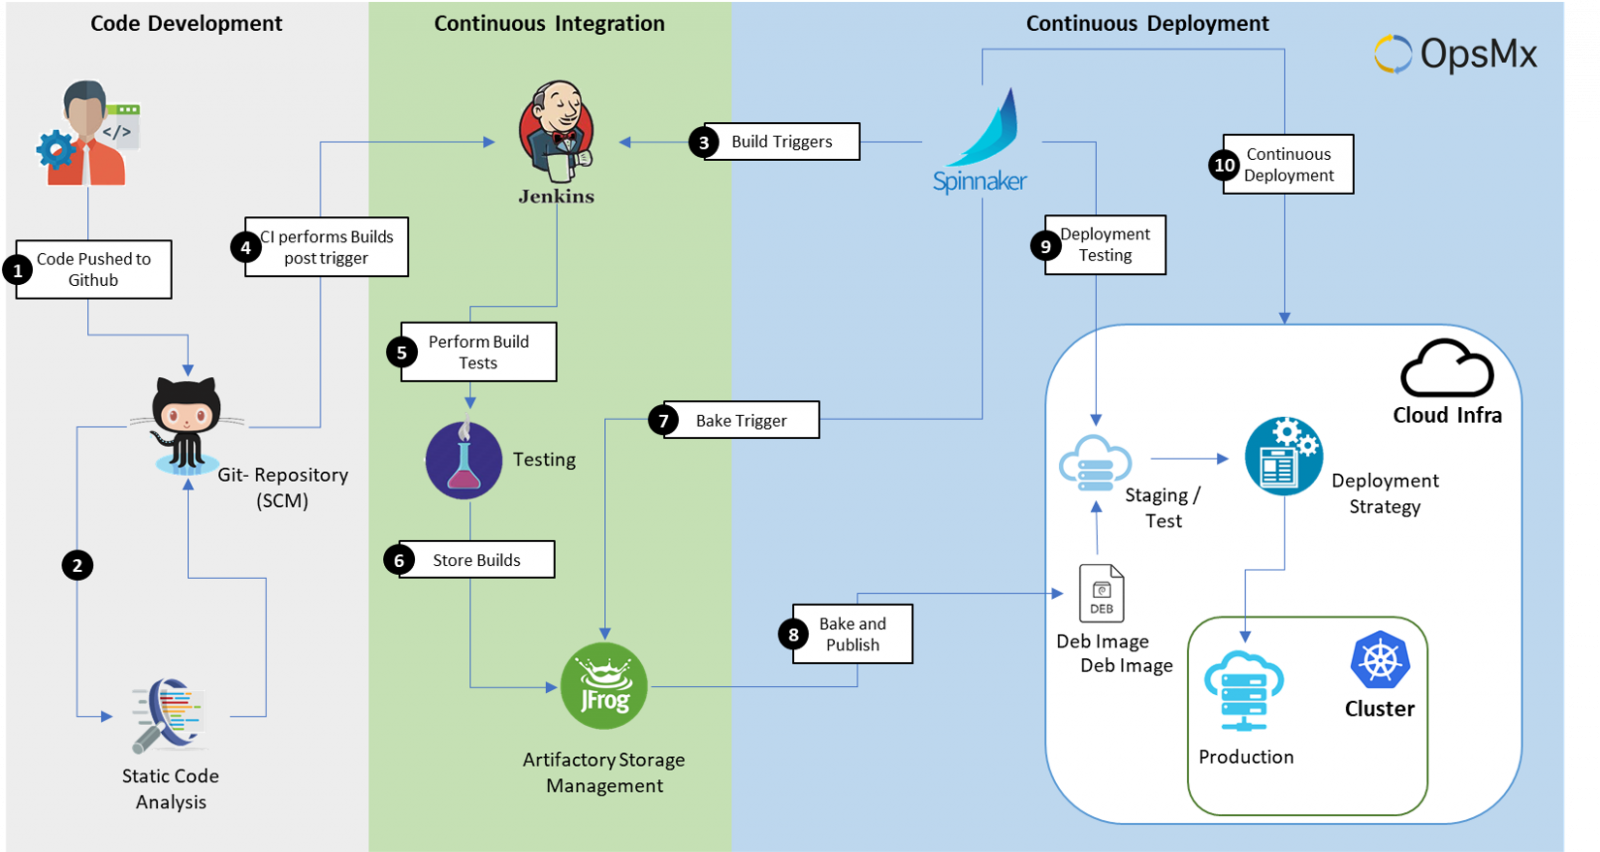 Code Development
Continuous Integration
Continuous Deployment
OpsMx
</>
Jenkins
3
Build Triggers
Spinnaker
10
Continuous
Deployment
1
Code Pushed to
Github
4
CI performs Builds
post trigger
9
Deployment
Testing
5
Perform Build
Tests
Cloud Infra
7
Bake Trigger
Git- Repository
(SCM)
Testing
Staging /
Test
Deployment
Strategy
2
6
Store Builds
DEB
8
Bake and
Publish
Deb Image
Deb Image
JFrog
Cluster
Production
Static Code
Analysis
Artifactory Storage
Management